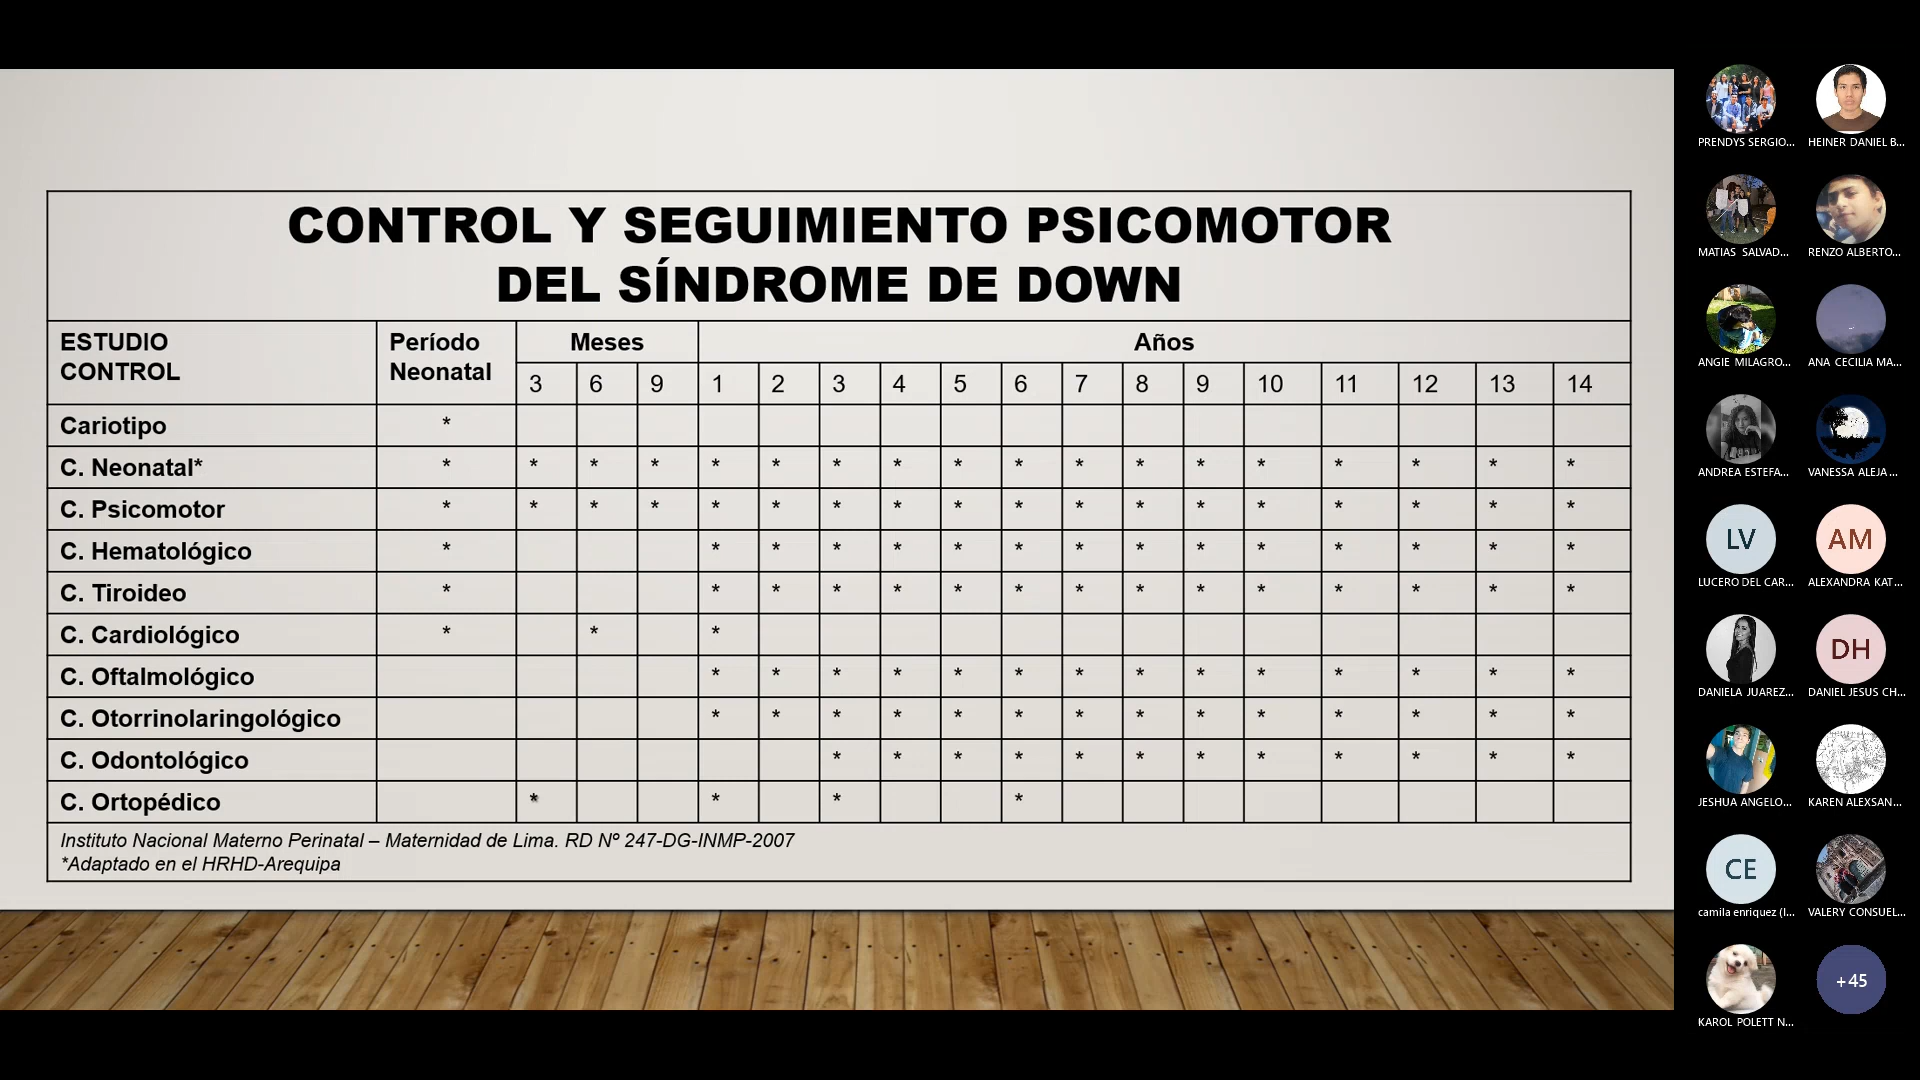 CONTROL Y SEGUIMIENTO PSICOMOTOR
DEL SÍNDROME DE DOWN
ESTUDIO CONTROL Período Neonatal Meses Años
3 6 9 1 2 3 4 5 6 7 8 9 10 11 12 13 14
Cariotipo *
C. Neonatal* * * * * * * * * * * * * * * * * * *
C. Psicomotor * * * * * * * * * * * * * * * * * *
C. Hematológico * * * * * * * * * * * * * * *
C. Tiroideo * * * * * * * * * * * * * * *
C. Cardiológico * * *
C. Oftalmológico * * * * * * * * * * * * * *
C. Otorrinolaringológico * * * * * * * * * * * * * *
C. Odontológico * * * * * * * * * * * *
C. Ortopédico * * * *
Instituto Nacional Materno Perinatal – Maternidad de Lima. RD Nº 247-DG-INMP-2007
*Adaptado en el HRHD-Arequipa
PRENDYS SERGIO... HEINER DANIEL B...
MATIAS SALVAD... RENZO ALBERTO...
ANGIE MILAGRO... ANA CECILIA MA...
ANDREA ESTEFA... VANESSA ALEJA...
LV AM
LUCERO DEL CAR... ALEXANDRA KAT...
DH
DANIELA JUAREZ... DANIEL JESUS CH...
JESHUA ANGELO... KAREN ALEXSAN...
CE
camila enriquez (I... VALERY CONSUEL...
+45
KAROL POLETT N...